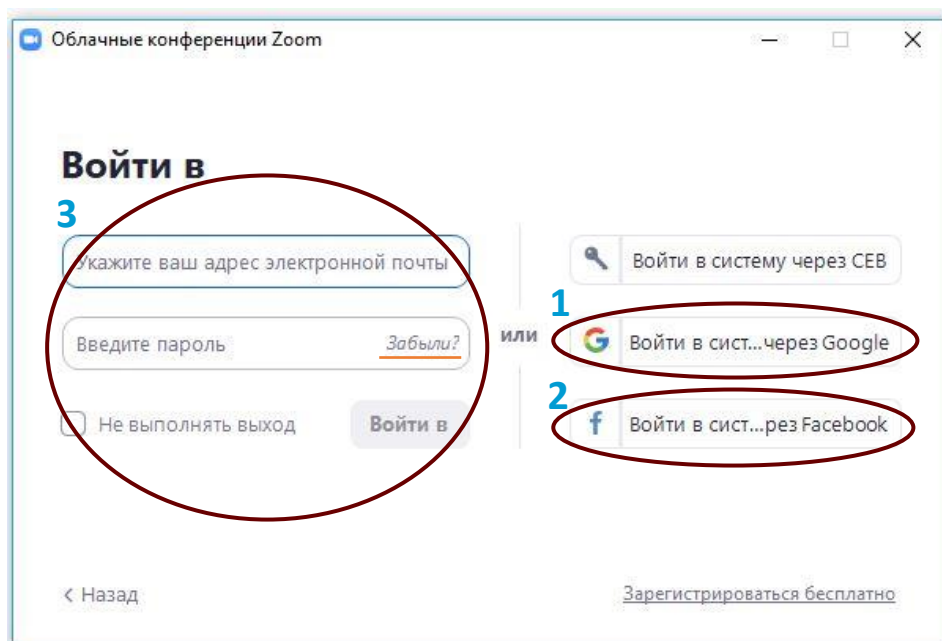 Облачные конференции Zoom
Войти в
3
Укажите ваш адрес электронной почты
Введите пароль
Забыли?
Не выполнять выход
Войти в
или
Войти в систему через СЕВ
1
Войти в сист...через Google
2
Войти в сист...рез Facebook
< Назад
Зарегистрироваться бесплатно